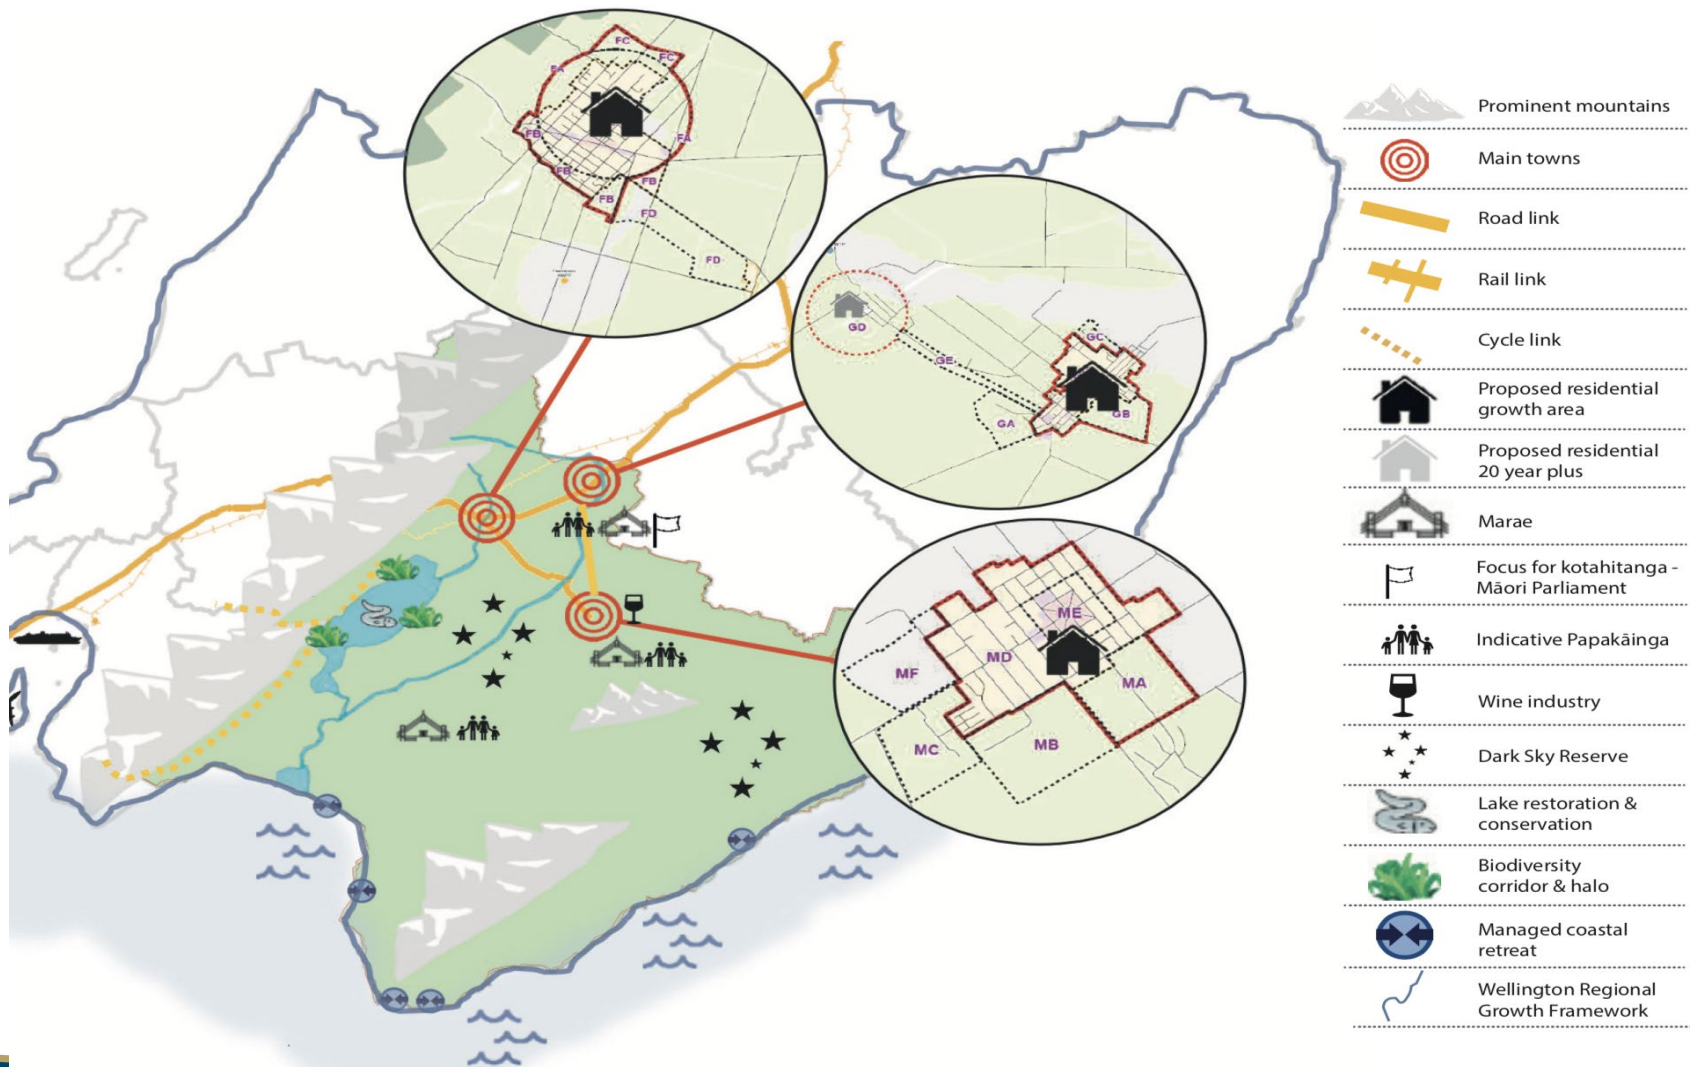 FC
FC
FA
FB
FA
FB
FB
FB
FD
FD
GD
GE
GC
GA
GB
ME
MD
MF
MA
MC
MB
Prominent mountains
Main towns
Road link
Rail link
Cycle link
Proposed residential
growth area
Proposed residential
20 year plus
Marae
Focus for kotahitanga -
Māori Parliament
Indicative Papakāinga
Wine industry
Dark Sky Reserve
Lake restoration &
conservation
Biodiversity
corridor & halo
Managed coastal
retreat
Wellington Regional
Growth Framework